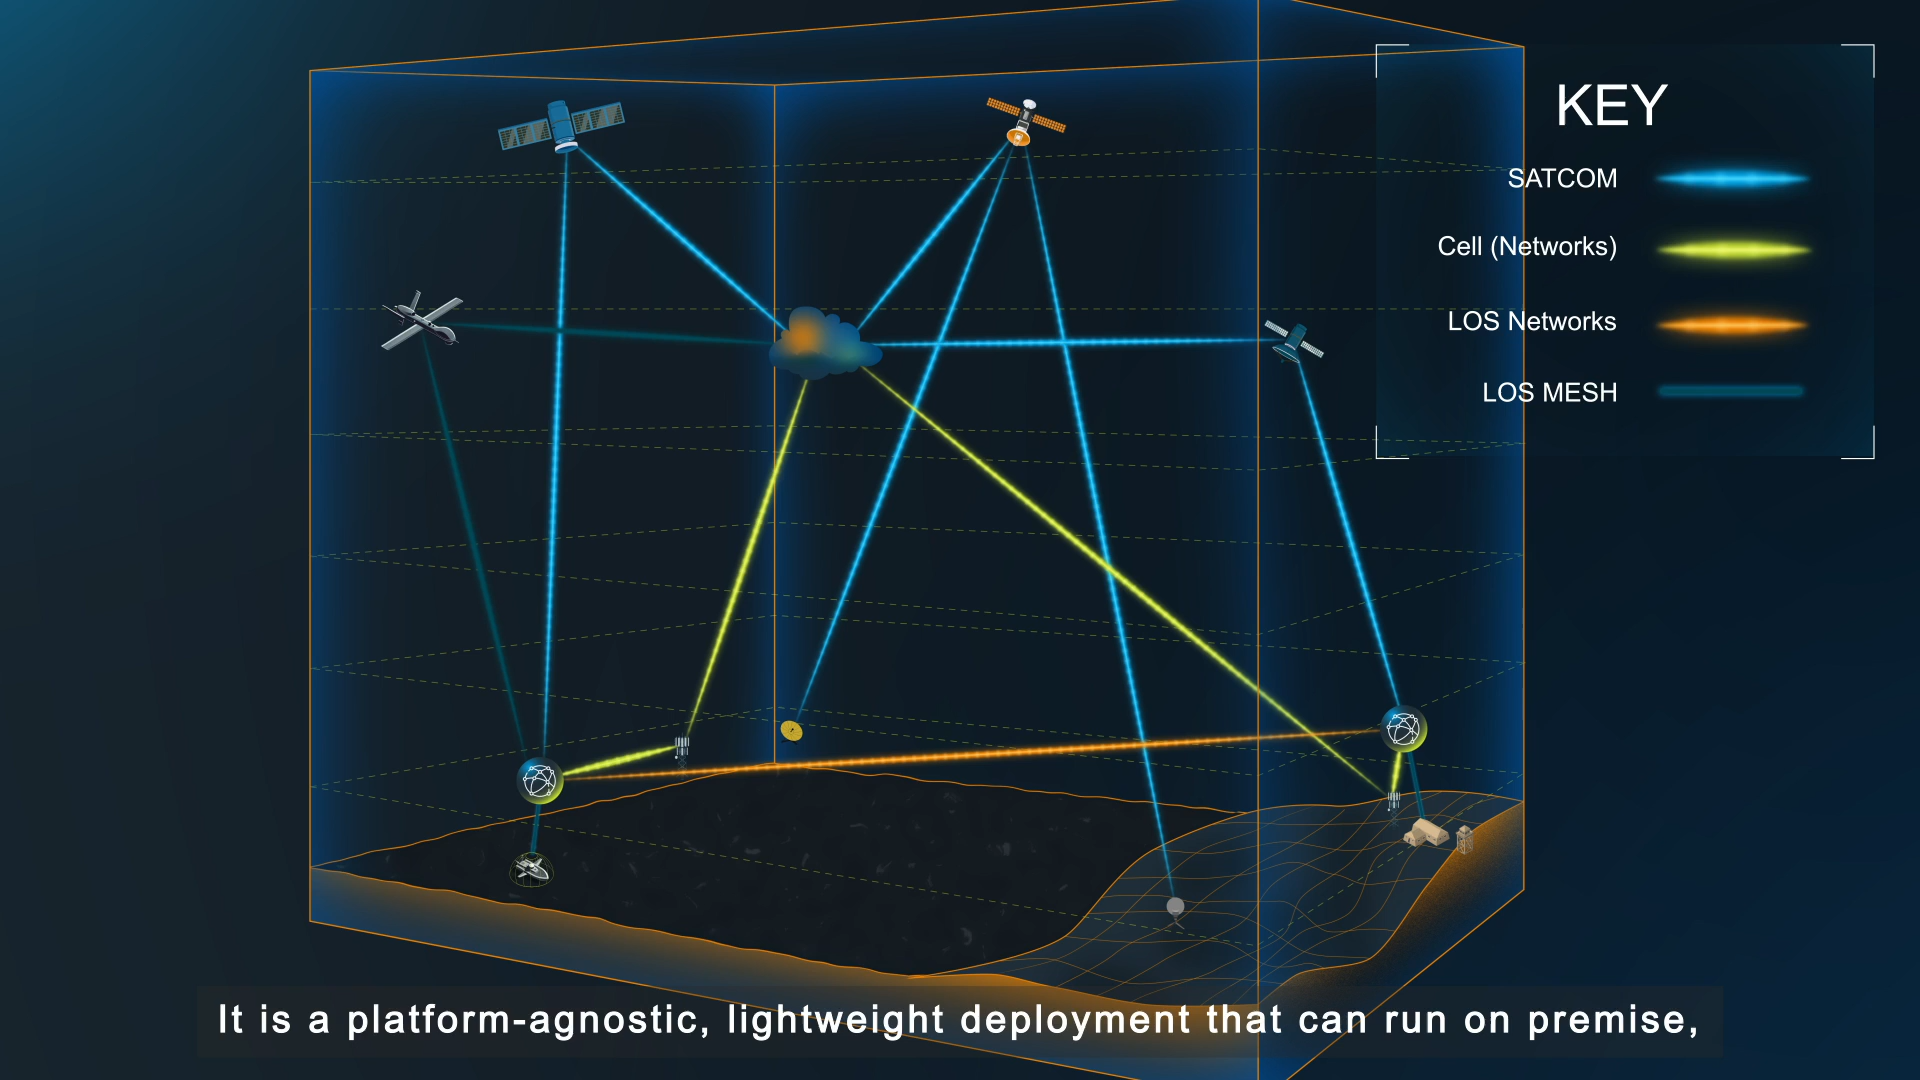 KEY
SATCOM
Cell (Networks)
LOS Networks
LOS MESH
It is a platform-agnostic, lightweight deployment that can run on premise,